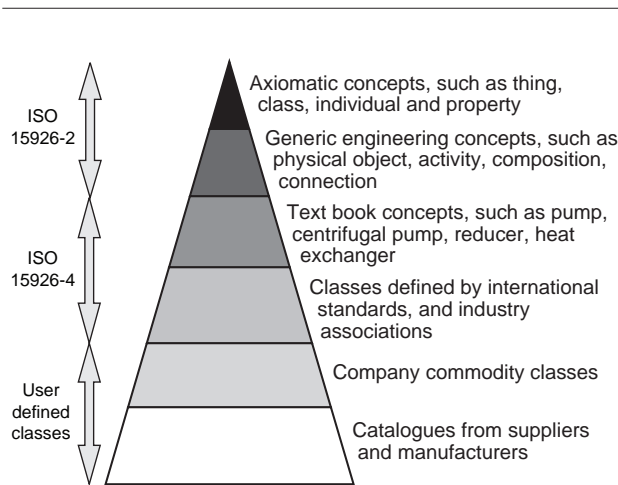 ISO
15926-2
Axiomatic concepts, such as thing,
class, individual and property
Generic engineering concepts, such as
physical object, activity, composition,
connection
ISO
15926-4
Text book concepts, such as pump,
centrifugal pump, reducer, heat
exchanger
Classes defined by international
standards, and industry
associations
User
defined
classes
Company commodity classes
Catalogues from suppliers
and manufacturers